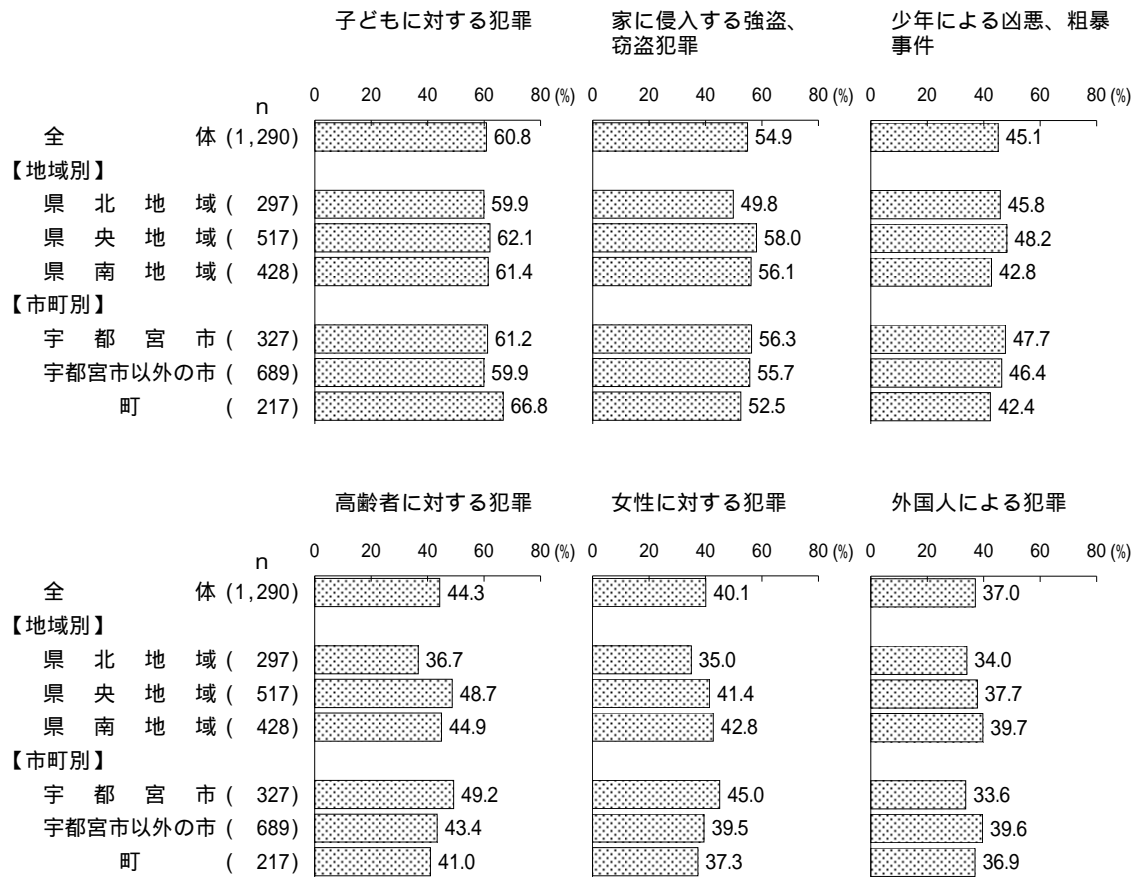 子どもに対する犯罪 家に侵入する強盗、 少年による凶悪、粗暴
窃盗犯罪 事件
n 0 20 40 60 80 (%) 0 20 40 60 80 (%) 0 20 40 60 80 (%)
全体 (1,290) 60.8 54.9 45.1
【地域別】
県北地域 ( 297) 59.9 49.8 45.8
県央地域 ( 517) 62.1 58.0 48.2
県南地域 ( 428) 61.4 56.1 42.8
【市町別】
宇都宮市 ( 327) 61.2 56.3 47.7
宇都宮市以外の市 ( 689) 59.9 55.7 46.4
町 ( 217) 66.8 52.5 42.4
高齢者に対する犯罪 女性に対する犯罪 外国人による犯罪
n 0 20 40 60 80 (%) 0 20 40 60 80 (%) 0 20 40 60 80 (%)
全体 (1,290) 44.3 40.1 37.0
【地域別】
県北地域 ( 297) 36.7 35.0 34.0
県央地域 ( 517) 48.7 41.4 37.7
県南地域 ( 428) 44.9 42.8 39.7
【市町別】
宇都宮市 ( 327) 49.2 45.0 33.6
宇都宮市以外の市 ( 689) 43.4 39.5 39.6
町 ( 217) 41.0 37.3 36.9